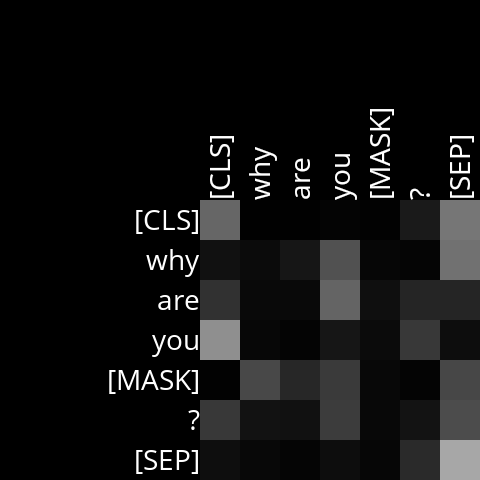 [CLS] why are you [MASK] ? [SEP]
[CLS]
why
are
you
[MASK]
?
[SEP]